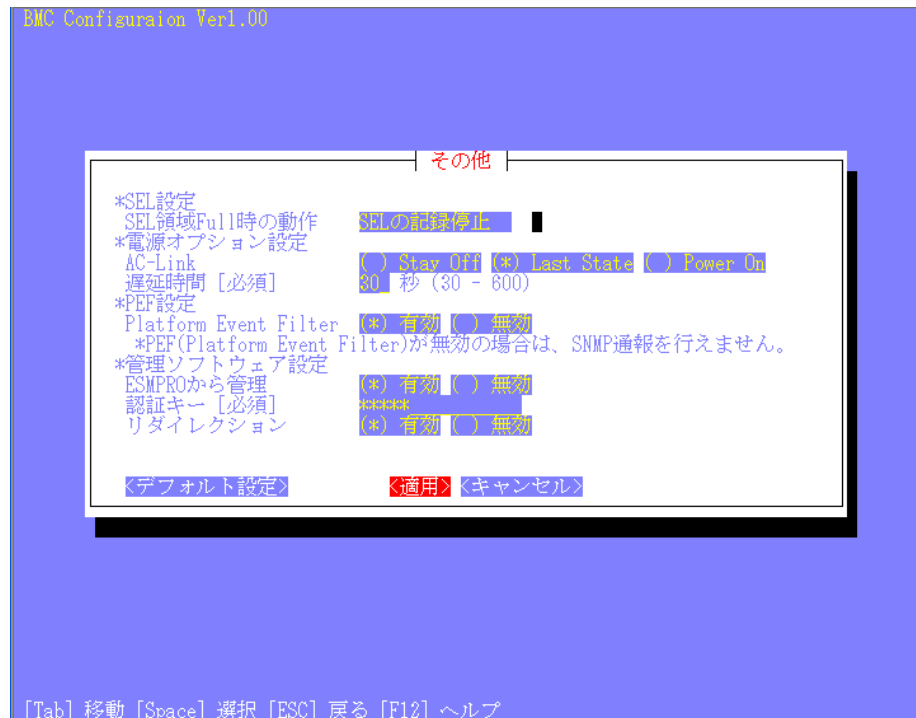 BMC Configuraion Ver1.00
その他
*SEL設定
SEL領域Full時の動作 SELの記録停止
*電源オプション設定
AC-Link ( ) Stay Off (*) Last State ( ) Power On
遅延時間 [必須] 30_ 秒 (30 - 600)
*PEF設定
Platform Event Filter (*) 有効 ( ) 無効
*PEF(Platform Event Filter)が無効の場合は、SNMP通報を行えません。
*管理ソフトウェア設定
ESMPROから管理 (*) 有効 ( ) 無効
認証キー [必須] *****___________
リダイレクション (*) 有効 ( ) 無効
<デフォルト設定> <適用> <キャンセル>
[Tab] 移動 [Space] 選択 [ESC] 戻る [F12] ヘルプ